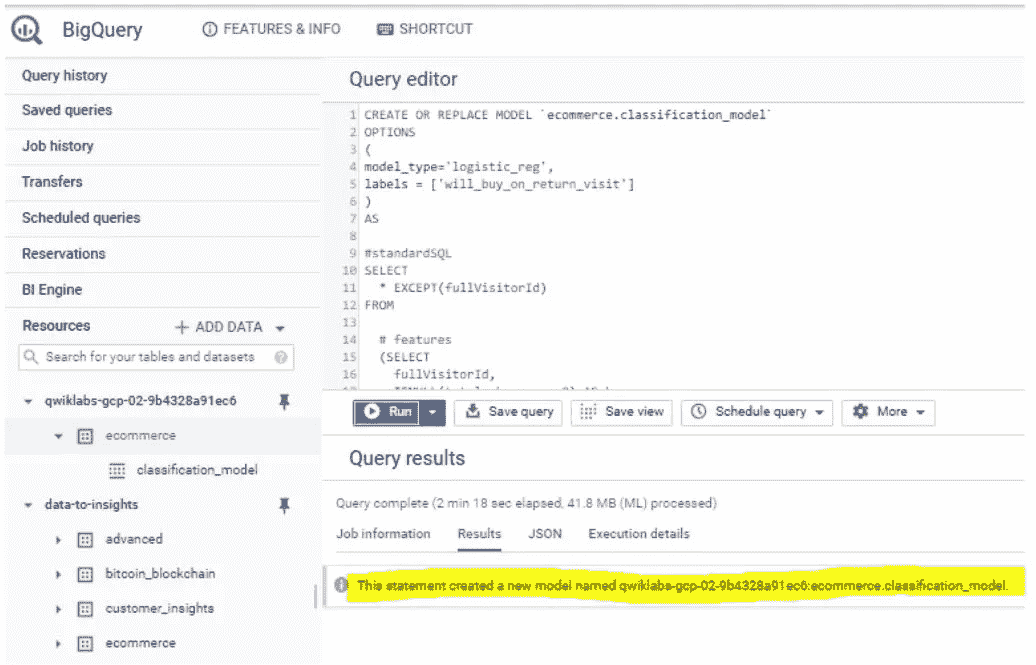 BigQuery
FEATURES & INFO
SHORTCUT
Query history
Saved queries
Job history
Transfers
Scheduled queries
Reservations
BI Engine
Resources
ADD DATA
Search for your tables and datasets
qwiklabs-gcp-02-9b4328a91ec6
ecommerce
classification_model
data-to-insights
advanced
bitcoin_blockchain
customer_insights
ecommerce
Query editor
1 CREATE OR REPLACE MODEL `ecommerce.classification_model`
2 OPTIONS
3 (
4 model_type='logistic_reg',
5 labels = ['will_buy_on_return_visit']
6 )
7 AS
8
9 #standardSQL
10 SELECT
11 * EXCEPT(fullVisitorId)
12 FROM
13
14 # features
15 (SELECT
16 fullVisitorId,
Run
Save query
Save view
Schedule query
More
Query results
Query complete (2 min 18 sec elapsed, 41.8 MB (ML) processed)
Job information Results JSON Execution details
This statement created a new model named qwiklabs-gcp-02-9b4328a91ec6:ecommerce.classification_model.